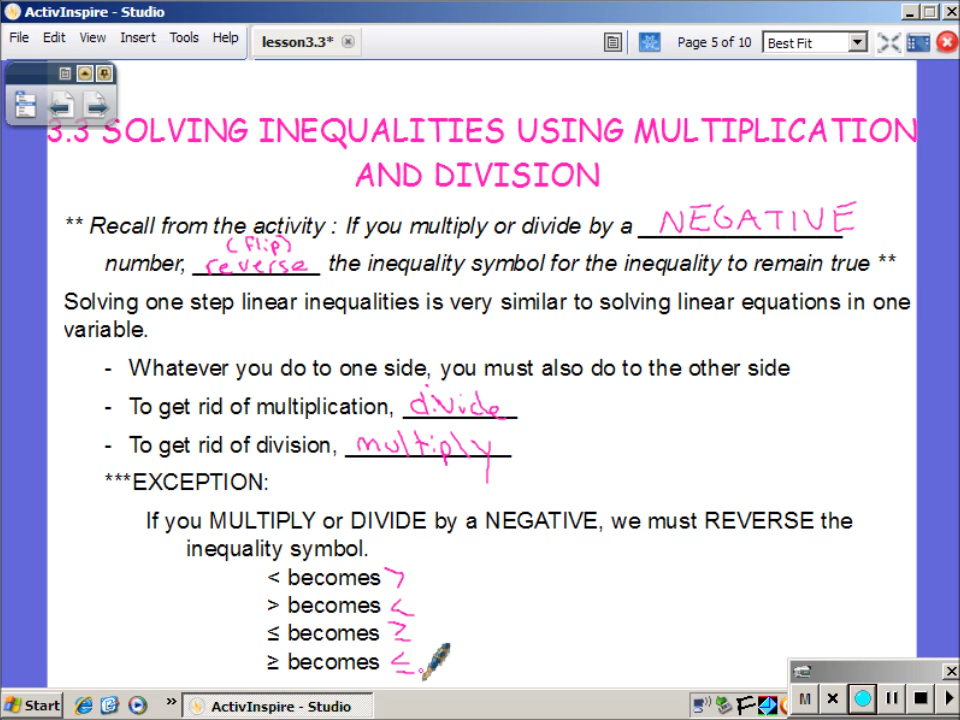 ActivInspire - Studio
File Edit View Insert Tools Help
lesson3.3*
Page 5 of 10
Best Fit
3.3 SOLVING INEQUALITIES USING MULTIPLICATION
AND DIVISION
** Recall from the activity : If you multiply or divide by a NEGATIVE
(flip)
number, reverse the inequality symbol for the inequality to remain true **
Solving one step linear inequalities is very similar to solving linear equations in one
variable.
- Whatever you do to one side, you must also do to the other side
- To get rid of multiplication, divide
- To get rid of division, multiply
***EXCEPTION:
If you MULTIPLY or DIVIDE by a NEGATIVE, we must REVERSE the
inequality symbol.
< becomes >
> becomes <
≤ becomes ≥
≥ becomes ≤
M
Start
»
ActivInspire - Studio